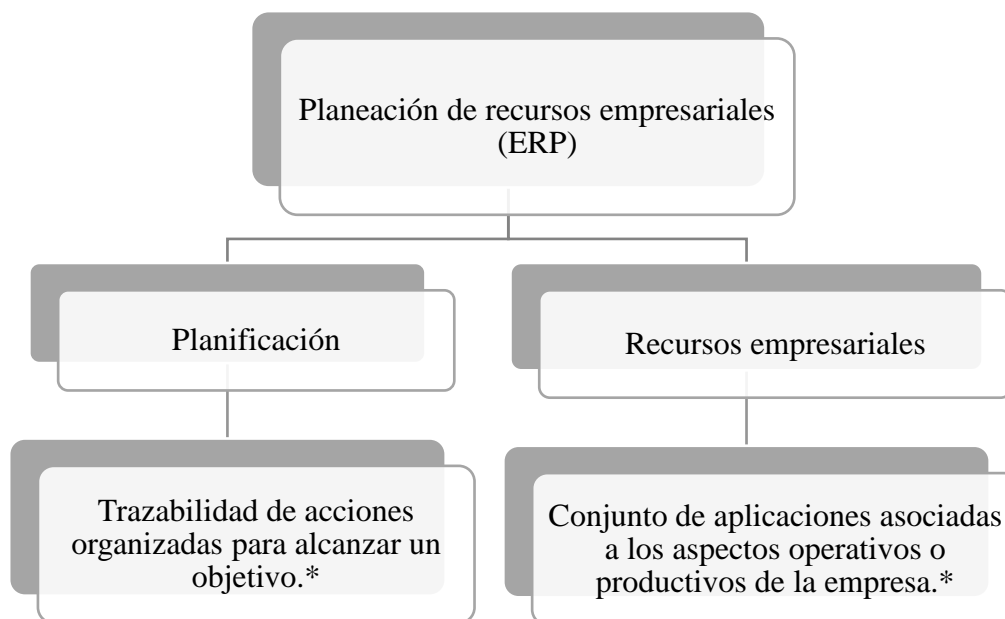 Planeación de recursos empresariales
(ERP)
Planificación
Recursos empresariales
Trazabilidad de acciones
organizadas para alcanzar un
objetivo.*
Conjunto de aplicaciones asociadas
a los aspectos operativos o
productivos de la empresa.*